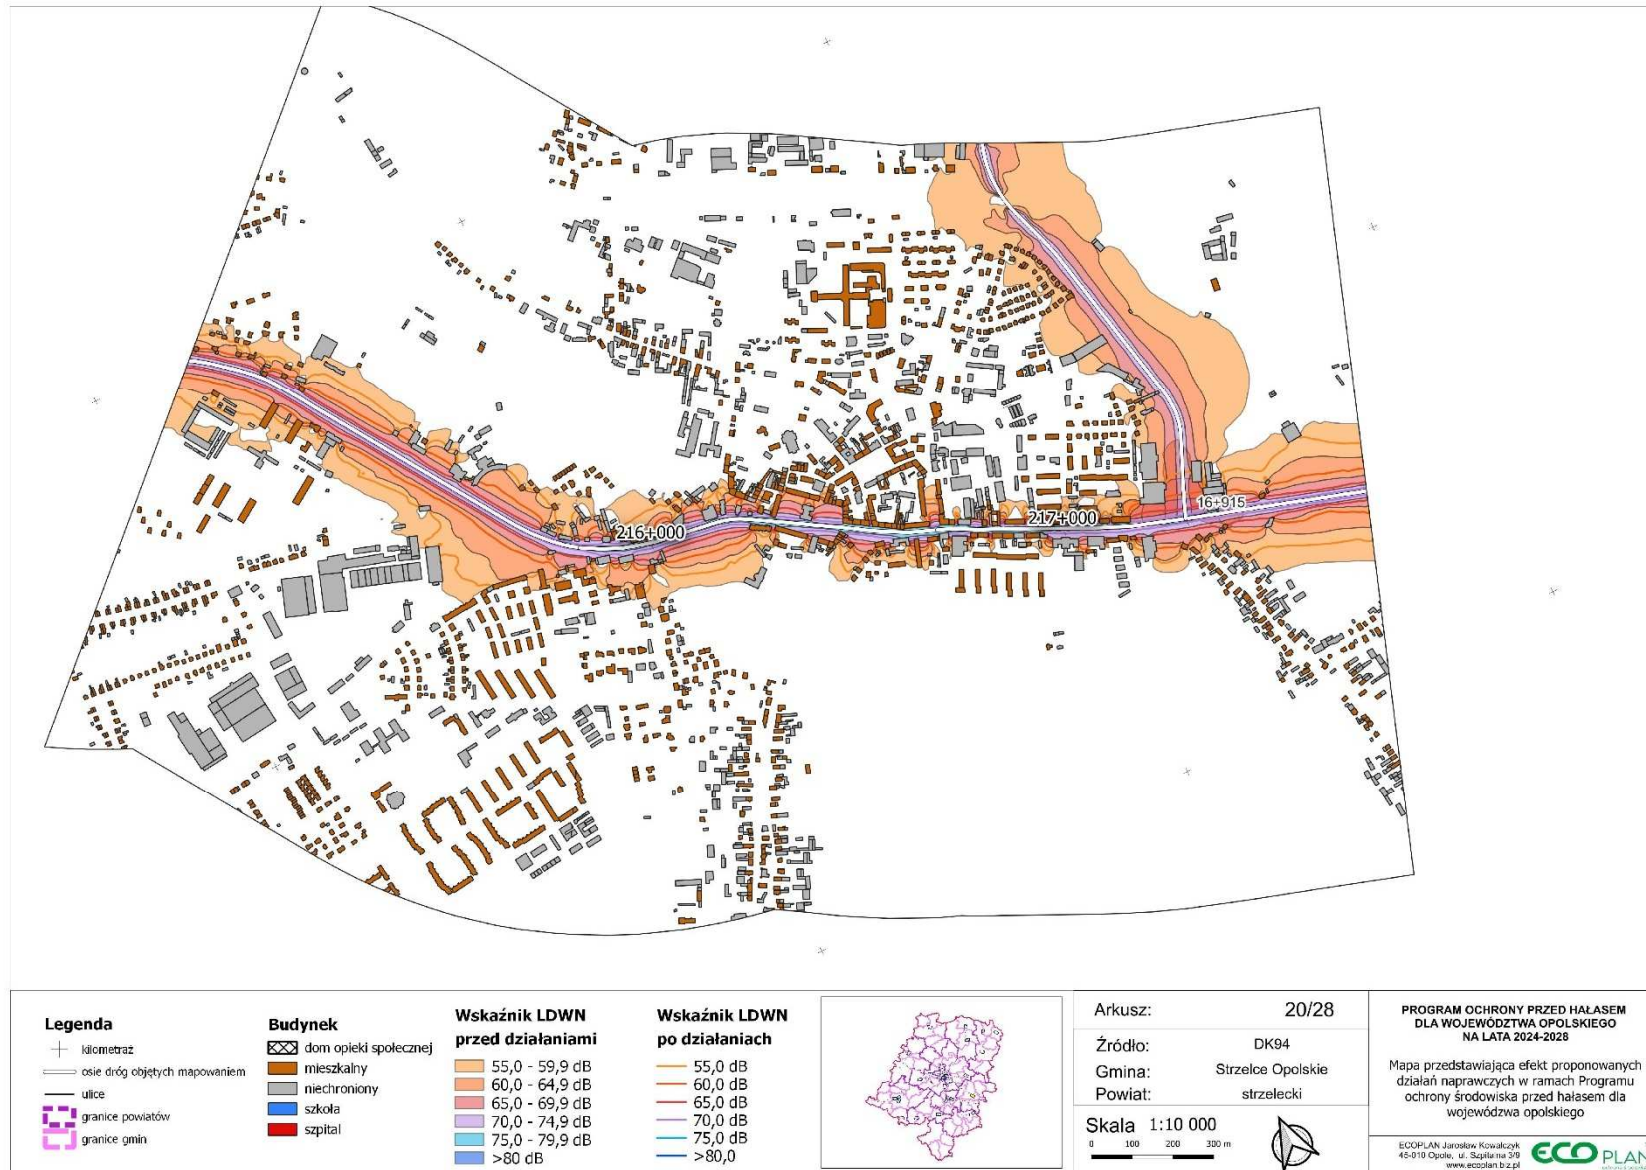 216+000
217+000
16+915
Legenda
kilometraż
osie dróg objętych mapowaniem
ulice
granice powiatów
granice gmin
Budynek
dom opieki społecznej
mieszkalny
niechroniony
szkoła
szpital
Wskaźnik LDWN
przed działaniami
55,0 - 59,9 dB
60,0 - 64,9 dB
65,0 - 69,9 dB
70,0 - 74,9 dB
75,0 - 79,9 dB
>80 dB
Wskaźnik LDWN
po działaniach
55,0 dB
60,0 dB
65,0 dB
70,0 dB
75,0 dB
>80,0
Arkusz: 20/28
Źródło: DK94
Gmina: Strzelce Opolskie
Powiat: strzelecki
Skala 1:10 000
0 100 200 300 m
PROGRAM OCHRONY PRZED HAŁASEM
DLA WOJEWÓDZTWA OPOLSKIEGO
NA LATA 2024-2028
Mapa przedstawiająca efekt proponowanych
działań naprawczych w ramach Programu
ochrony środowiska przed hałasem dla
wojewódzwa opolskiego
ECOPLAN Jarosław Kowalczyk
45-010 Opole, ul. Szpitalna 3/9
www.ecoplan.biz.pl
ECO PLAN